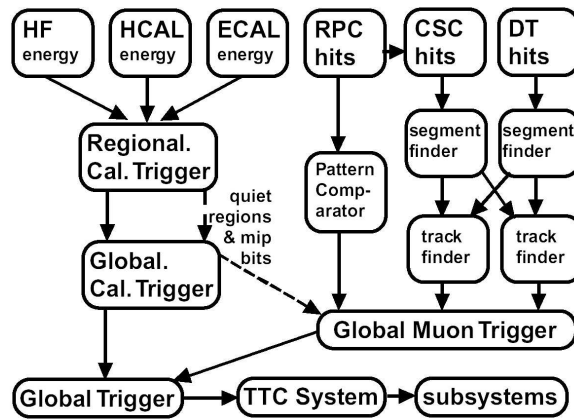 HF
energy
HCAL
energy
ECAL
energy
RPC
hits
CSC
hits
DT
hits
Regional.
Cal. Trigger
segment
finder
segment
finder
Pattern
Comp-
arator
quiet
regions
& mip
bits
Global.
Cal. Trigger
track
finder
track
finder
Global Muon Trigger
Global Trigger
TTC System
subsystems